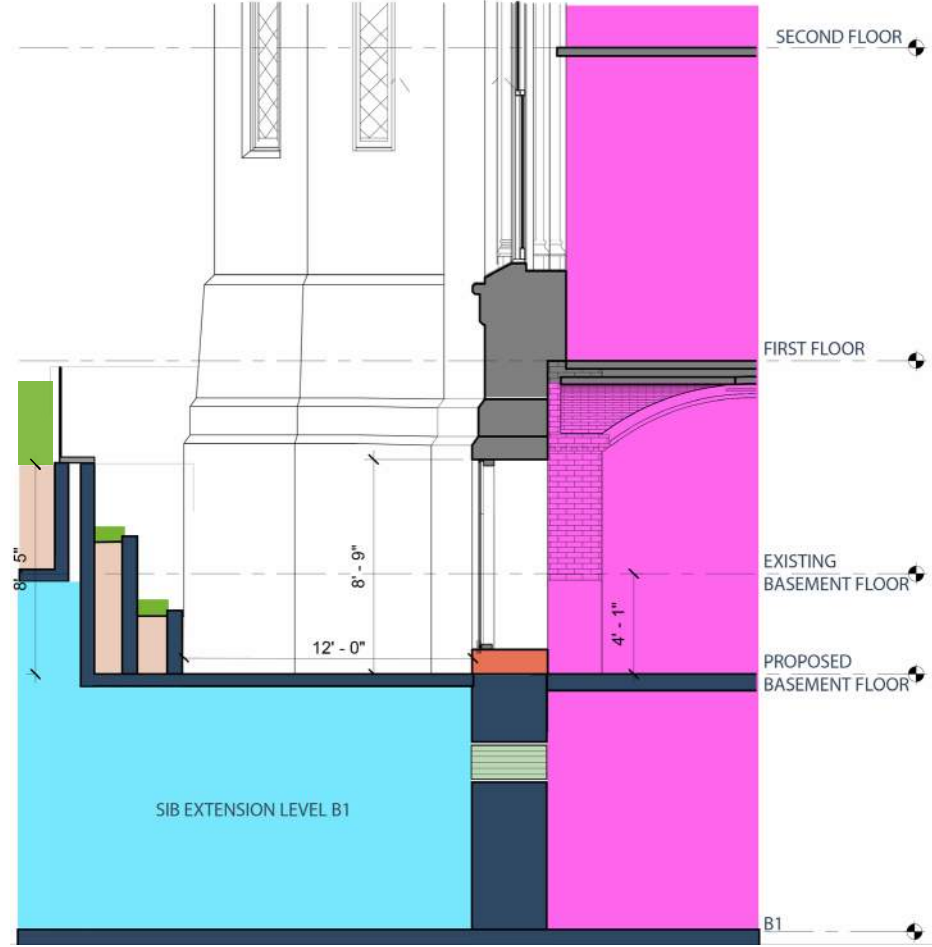 SECOND FLOOR
FIRST FLOOR
8' - 5"
8' - 9"
EXISTING
BASEMENT FLOOR
4' - 1"
12' - 0"
PROPOSED
BASEMENT FLOOR
SIB EXTENSION LEVEL B1
B1